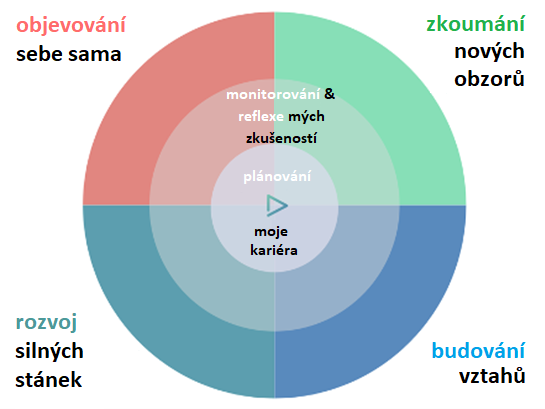 objevování
sebe sama
zkoumání
nových
obzorů
monitorování &
reflexe mých
zkušeností
plánování
moje
kariéra
rozvoj
silných
stánek
budování
vztahů